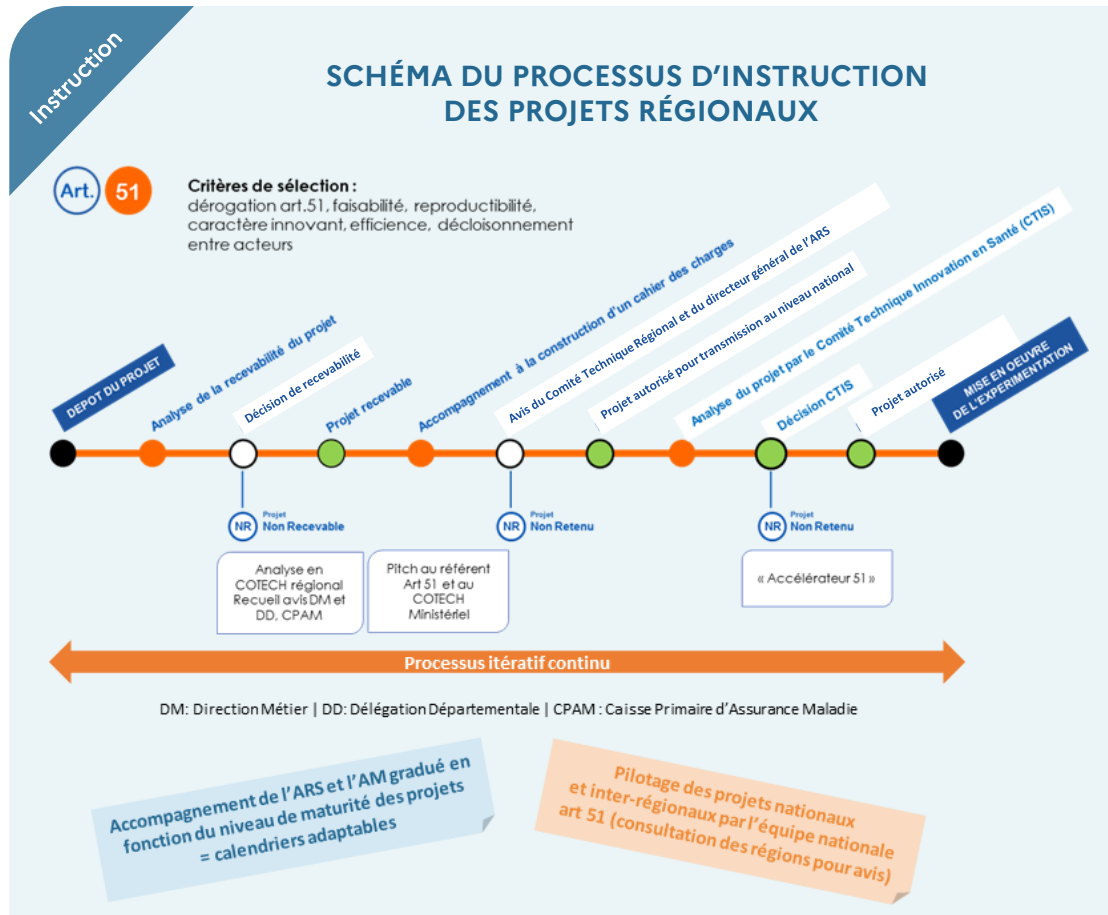 Instruction
SCHÉMA DU PROCESSUS D'INSTRUCTION
DES PROJETS RÉGIONAUX
Art. 51
Critères de sélection :
dérogation art.51, faisabilité, reproductibilité,
caractère innovant, efficience, décloisonnement
entre acteurs
DEPOT DU PROJET
Analyse de la recevabilité du projet
Décision de recevabilité
Projet recevable
Accompagnement à la construction d'un cahier des charges
Avis du Comité Technique Régional et du directeur général de l'ARS
Projet autorisé pour transmission au niveau national
Analyse du projet par le Comité Technique Innovation en Santé (CTIS)
Décision CTIS
Projet autorisé
MISE EN OEUVRE
DE L'EXPERIMENTATION
NR
Projet
Non Recevable
NR
Projet
Non Retenu
NR
Projet
Non Retenu
Analyse en
COTECH régional
Recueil avis DM et
DD, CPAM
Pitch au référent
Art 51 et au
COTECH
Ministériel
« Accélérateur 51 »
Processus itératif continu
DM: Direction Métier | DD: Délégation Départementale | CPAM : Caisse Primaire d'Assurance Maladie
Accompagnement de l'ARS et l'AM gradué en
fonction du niveau de maturité des projets
= calendriers adaptables
Pilotage des projets nationaux
et inter-régionaux par l'équipe nationale
art 51 (consultation des régions pour avis)